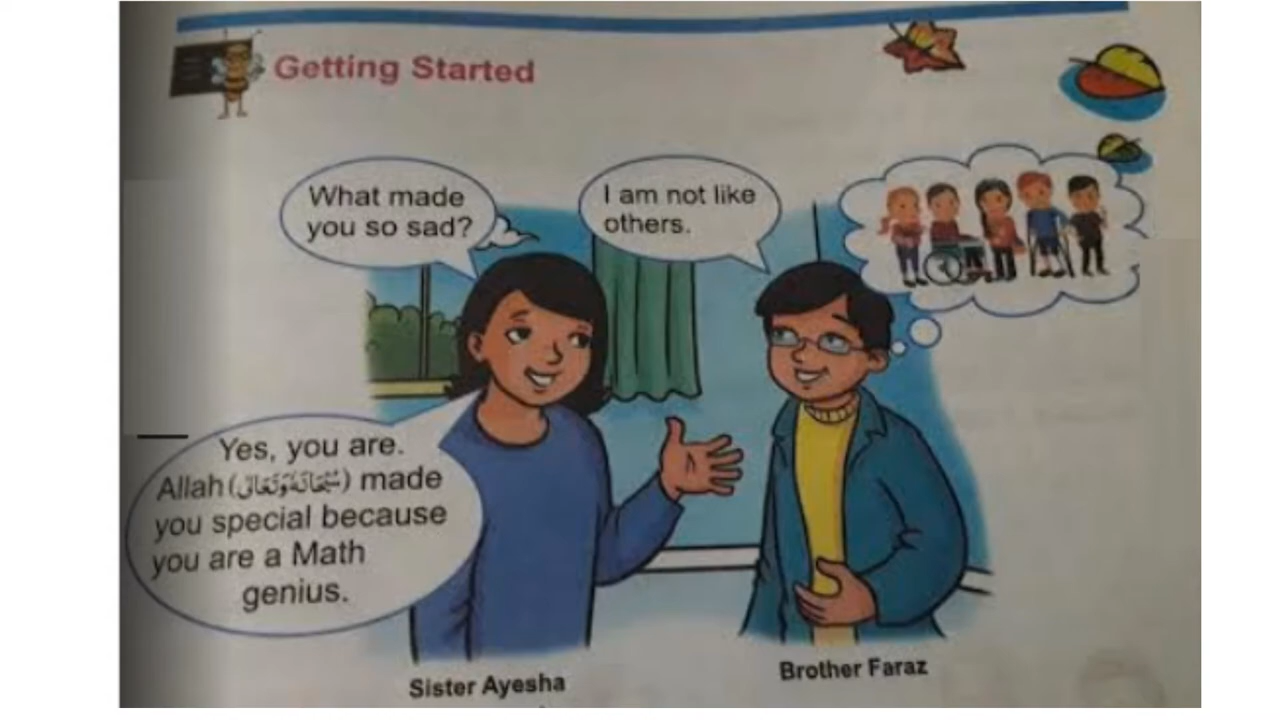 Getting Started
What made
you so sad?
I am not like
others.
Yes, you are.
Allah (سُبْحَانَهُ وَتَعَالَى) made
you special because
you are a Math
genius.
Sister Ayesha
Brother Faraz